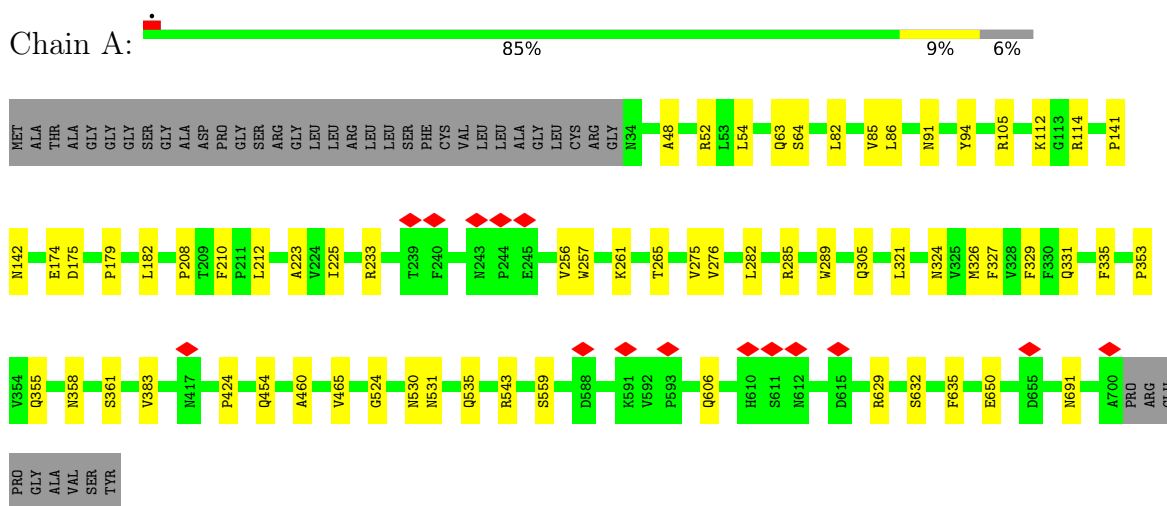 Chain A:
85% 9% 6%
MET ALA THR ALA GLY GLY GLY SER GLY ALA ASP PRO GLY SER ARG GLY LEU LEU ARG LEU LEU SER PHE CYS VAL LEU LEU ALA GLY LEU CYS ARG GLY N34 A48 R52 L53 L54 Q63 S64 L82 V85 L86 N91 Y94 R105 K112 G113 R114 P141
N142 E174 D175 P179 L182 P208 T209 F210 P211 L212 A223 V224 I225 R233 T239 F240 N243 P244 E245 V256 W257 K261 T265 V275 V276 L282 R285 W289 Q305 L321 N324 V325 M326 F327 V328 F329 F330 Q331 F335 P353
V354 Q355 N358 S361 V383 N417 P424 Q454 A460 V465 G524 N530 N531 Q535 R543 S559 D588 K591 V592 P593 Q606 H610 S611 N612 D615 R629 S632 F635 E650 D655 N691 A700 PRO ARG
PRO GLY ALA VAL SER TYR